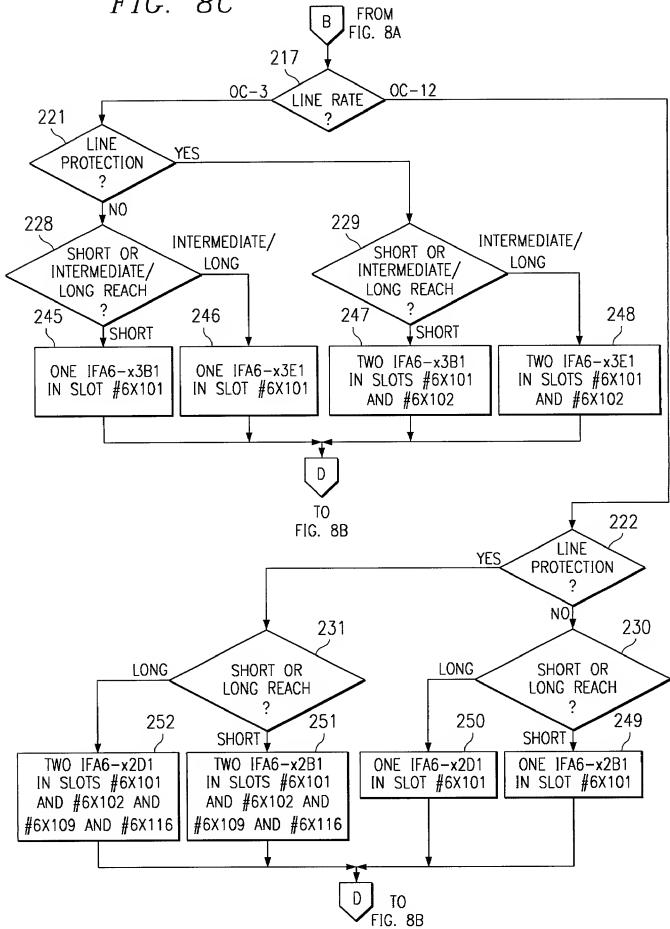 FIG. 8C
B
FROM
FIG. 8A
217
LINE RATE
?
OC-3
OC-12
221
LINE
PROTECTION
?
YES
NO
228
SHORT OR
INTERMEDIATE/
LONG REACH
?
INTERMEDIATE/
LONG
SHORT
229
SHORT OR
INTERMEDIATE/
LONG REACH
?
INTERMEDIATE/
LONG
SHORT
245
ONE IFA6-x3B1
IN SLOT #6X101
246
ONE IFA6-x3E1
IN SLOT #6X101
247
TWO IFA6-x3B1
IN SLOTS #6X101
AND #6X102
248
TWO IFA6-x3E1
IN SLOTS #6X101
AND #6X102
D
TO
FIG. 8B
222
LINE
PROTECTION
?
YES
NO
231
SHORT OR
LONG REACH
?
LONG
SHORT
230
SHORT OR
LONG REACH
?
LONG
SHORT
252
TWO IFA6-x2D1
IN SLOTS #6X101
AND #6X102 AND
#6X109 AND #6X116
251
TWO IFA6-x2B1
IN SLOTS #6X101
AND #6X102 AND
#6X109 AND #6X116
250
ONE IFA6-x2D1
IN SLOT #6X101
249
ONE IFA6-x2B1
IN SLOT #6X101
D
TO
FIG. 8B